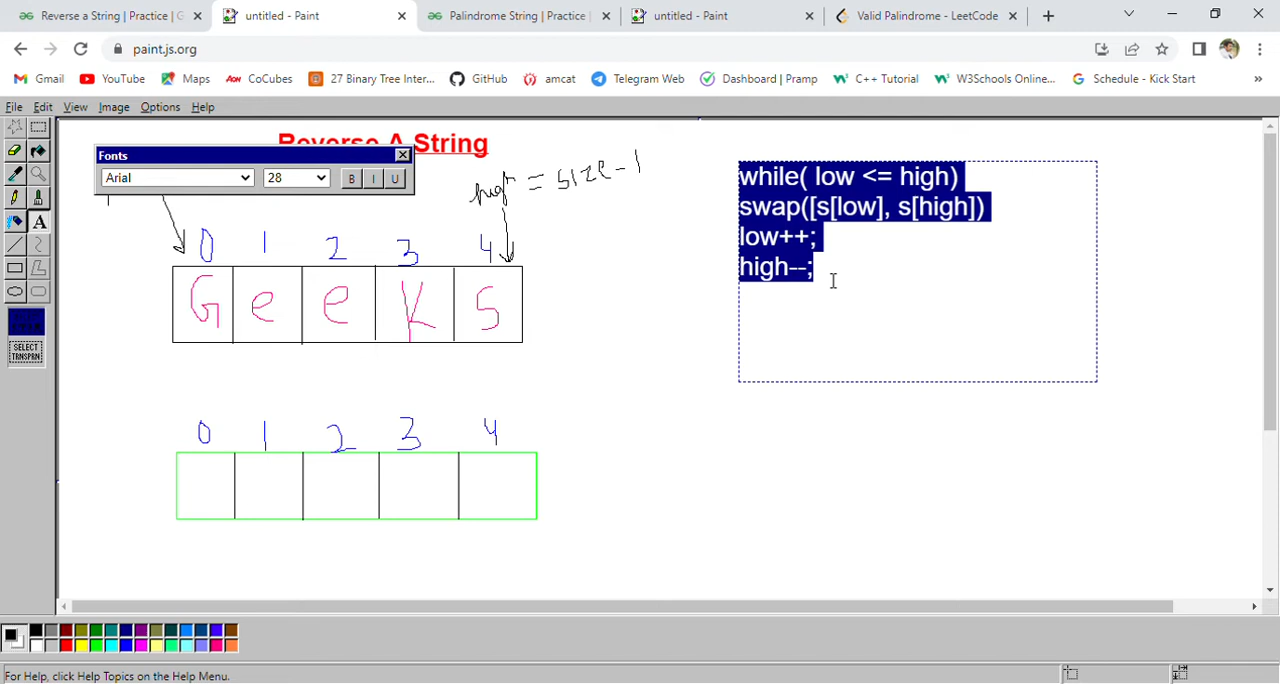 Reverse a String | Practice | G
untitled - Paint
Palindrome String | Practice |
untitled - Paint
Valid Palindrome - LeetCode
paint.js.org
Gmail
YouTube
Maps
CoCubes
27 Binary Tree Inter...
GitHub
amcat
Telegram Web
Dashboard | Pramp
C++ Tutorial
W3Schools Online...
Schedule - Kick Start
»
File Edit View Image Options Help
Reverse A String
Fonts
Arial 28 B I U
high = size-1
while( low <= high)
swap([s[low], s[high])
low++;
high--;
0 1 2 3 4
G e e K S
0 1 2 3 4
SELECT
TRNSPRN
For Help, click Help Topics on the Help Menu.